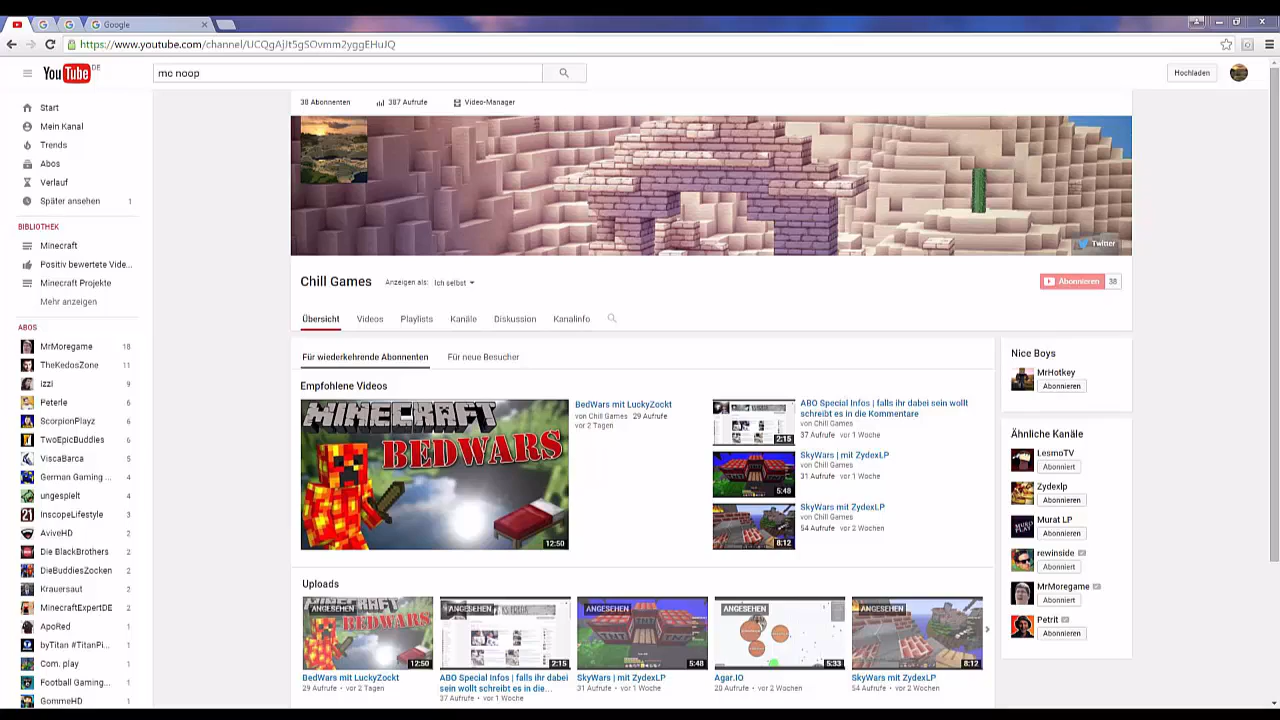 Google
https://www.youtube.com/channel/UCQgAjJt5gSOvmm2yggEHuJQ
YouTube DE
mc noop
Hochladen
38 Abonnenten
387 Aufrufe
Video-Manager
Start
Mein Kanal
Trends
Abos
Verlauf
Später ansehen 1
BIBLIOTHEK
Minecraft
Positiv bewertete Vide...
Minecraft Projekte
Mehr anzeigen
ABOS
MrMoregame 18
TheKedosZone 11
izzi 9
Peterle 6
ScorpionPlayz 6
TwoEpicBuddies 6
ViscaBarca 5
German Gaming ... 4
ungespielt 4
InscopeLifestyle 3
AviveHD 2
Die BlackBrothers 2
DieBuddiesZocken 2
Krauersaut 2
MinecraftExpertDE 2
ApoRed 1
byTitan #TitanPi... 1
Com. play 1
Football Gaming... 1
GommeHD 1
Twitter
Chill Games
Anzeigen als: Ich selbst
Abonnieren 38
Übersicht
Videos
Playlists
Kanäle
Diskussion
Kanalinfo
Für wiederkehrende Abonnenten
Für neue Besucher
Empfohlene Videos
MINECRAFT
BEDWARS
12:50
BedWars mit LuckyZockt
von Chill Games 29 Aufrufe
vor 2 Tagen
2:15
ABO Special Infos | falls ihr dabei sein wollt
schreibt es in die Kommentare
von Chill Games
37 Aufrufe vor 1 Woche
5:48
SkyWars | mit ZydexLP
von Chill Games
31 Aufrufe vor 1 Woche
8:12
SkyWars mit ZydexLP
von Chill Games
54 Aufrufe vor 2 Wochen
Uploads
MINECRAFT
ANGESEHEN
BEDWARS
12:50
BedWars mit LuckyZockt
29 Aufrufe • vor 2 Tagen
ANGESEHEN
2:15
ABO Special Infos | falls ihr
dabei sein wollt schreibt es
in die...
37 Aufrufe • vor 1 Woche
ANGESEHEN
5:48
SkyWars | mit ZydexLP
31 Aufrufe • vor 1 Woche
ANGESEHEN
5:33
Agar.IO
20 Aufrufe • vor 2 Wochen
ANGESEHEN
8:12
SkyWars mit ZydexLP
54 Aufrufe • vor 2 Wochen
Nice Boys
MrHotkey
Abonnieren
Ähnliche Kanäle
LesmoTV
Abonniert
Zydexlp
Abonnieren
Murat LP
Abonnieren
rewinside
Abonniert
MrMoregame
Abonniert
Petrit
Abonnieren